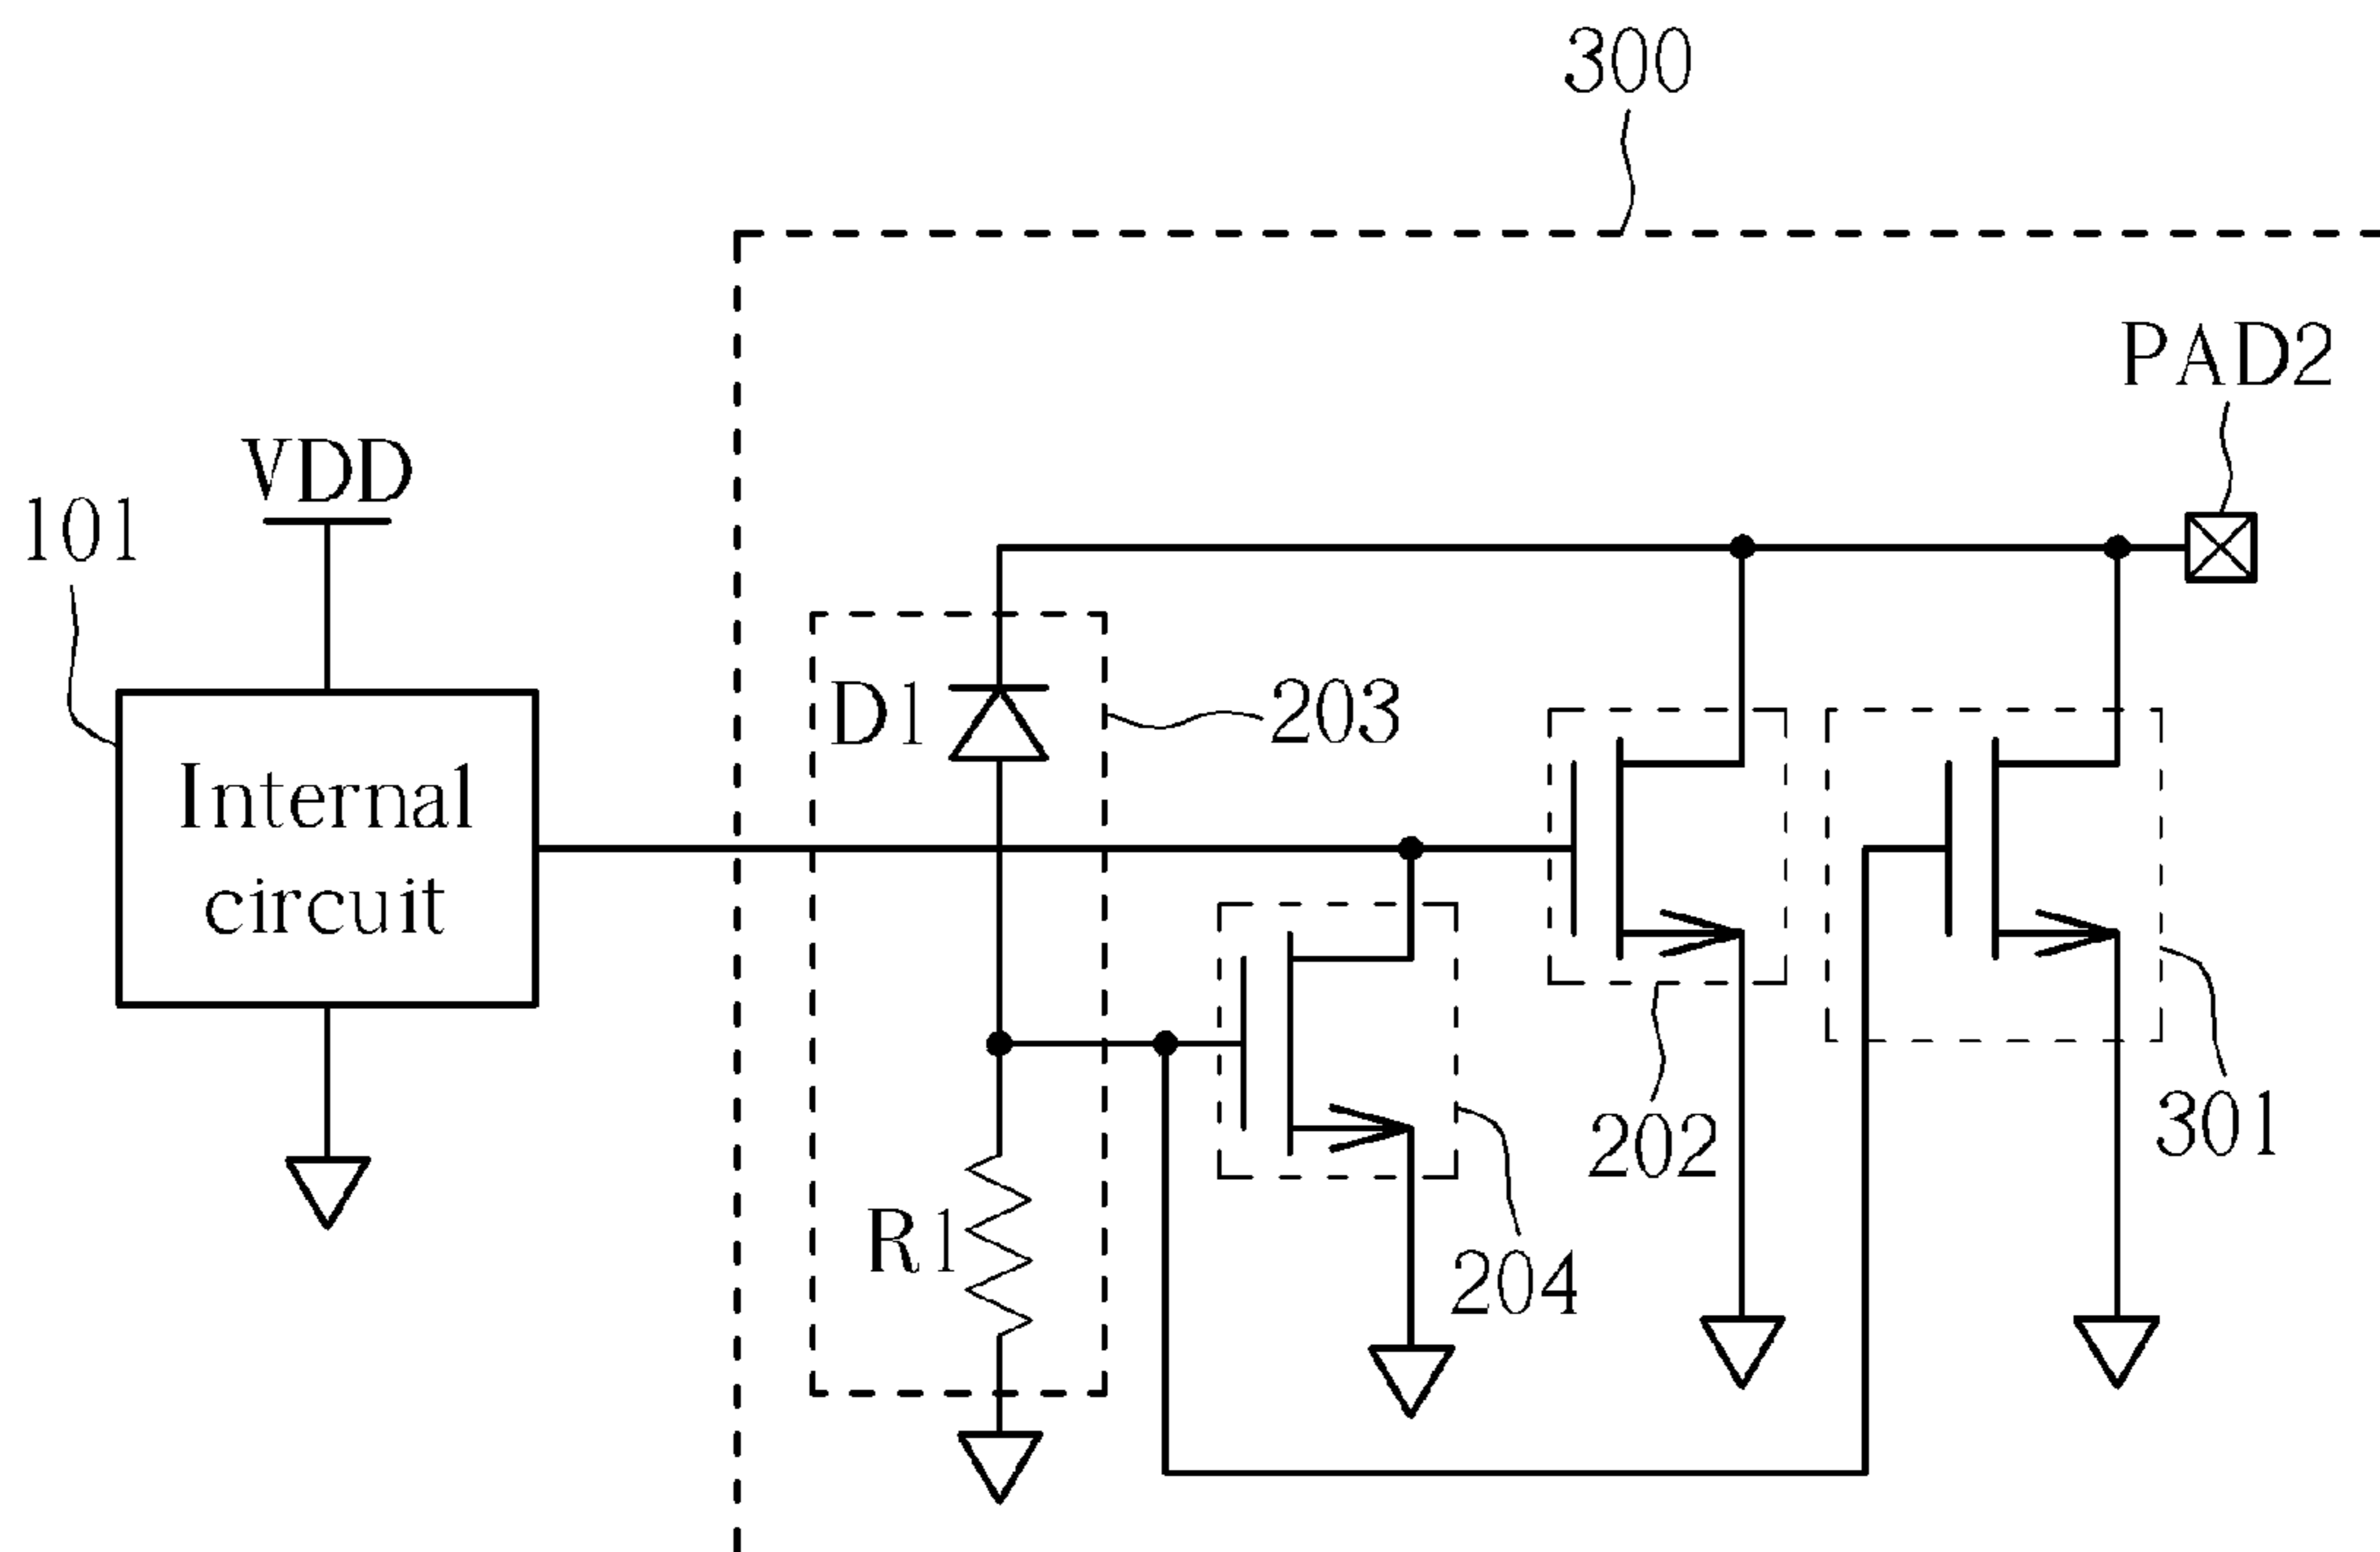 300
PAD2
VDD
101
D1
203
Internal
circuit
301
202
R1
204